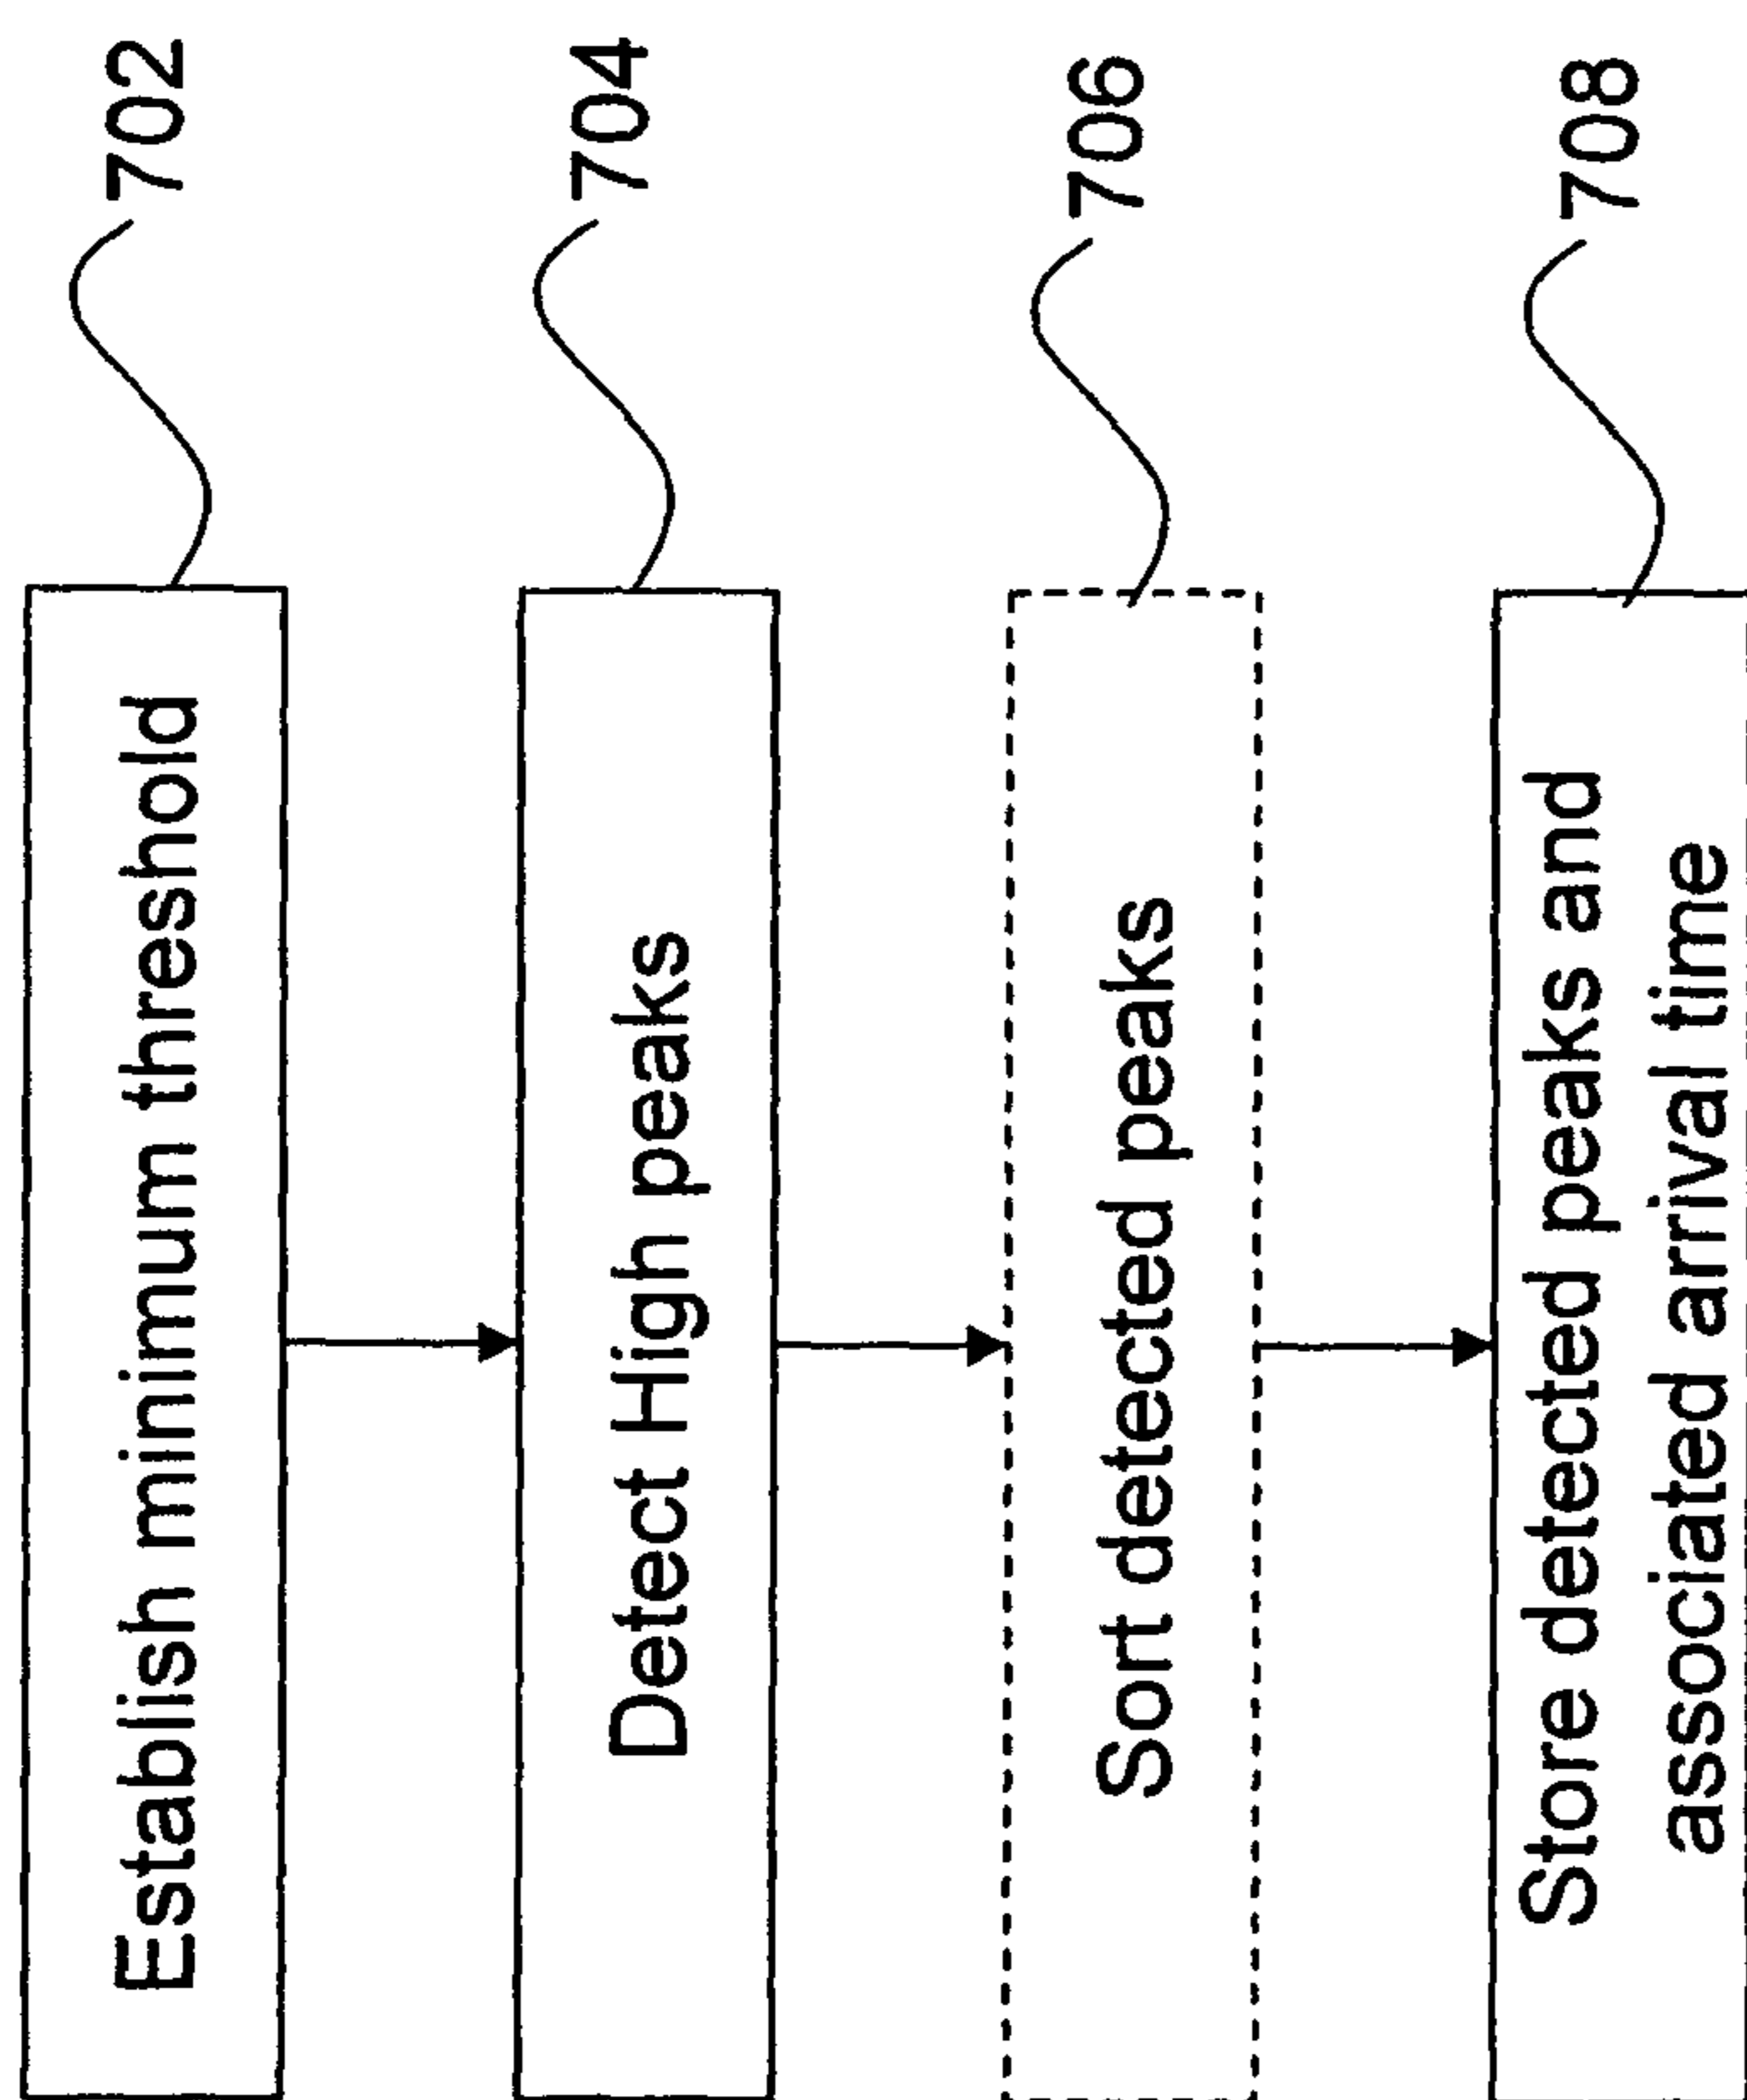 Establish minimum threshold
702
Detect High peaks
704
Sort detected peaks
706
Store detected peaks and
associated arrival time
708